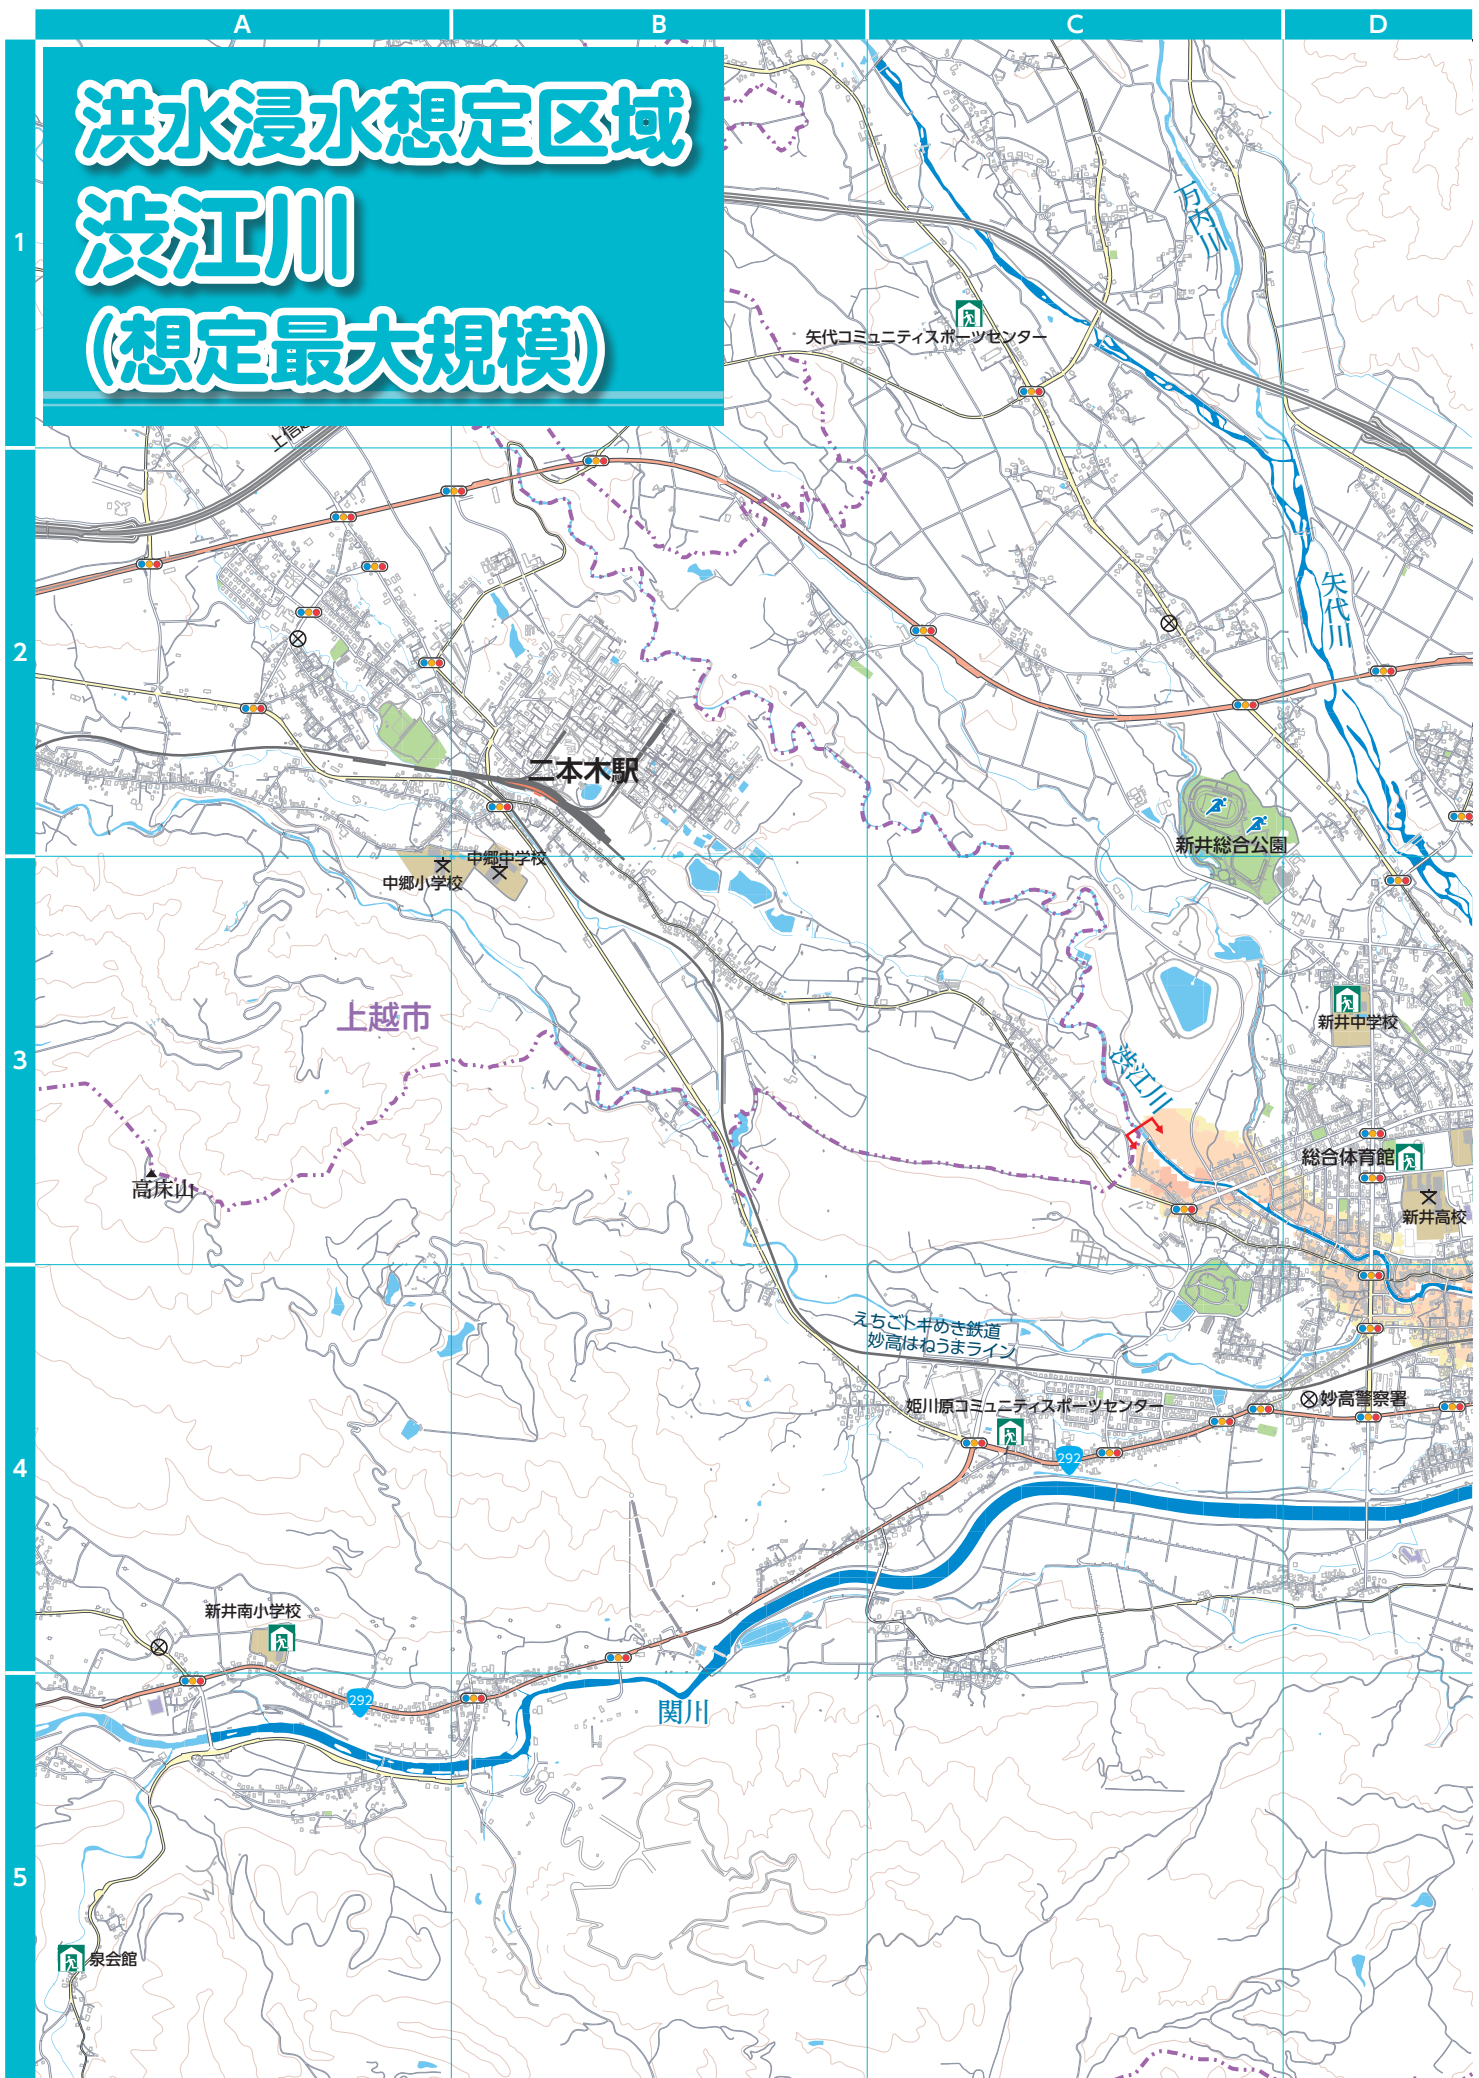 A
B
C
D
洪水浸水想定区域
渋江川
(想定最大規模)
1
万内川
矢代コミュニティスポーツセンター
2
矢代川
二本木駅
新井総合公園
中郷中学校
中郷小学校
新井中学校
上越市
3
渋江川
総合体育館
高床山
新井高校
えちごトキめき鉄道
妙高はねうまライン
妙高警察署
姫川原コミュニティスポーツセンター
292
4
新井南小学校
292
関川
5
泉会館